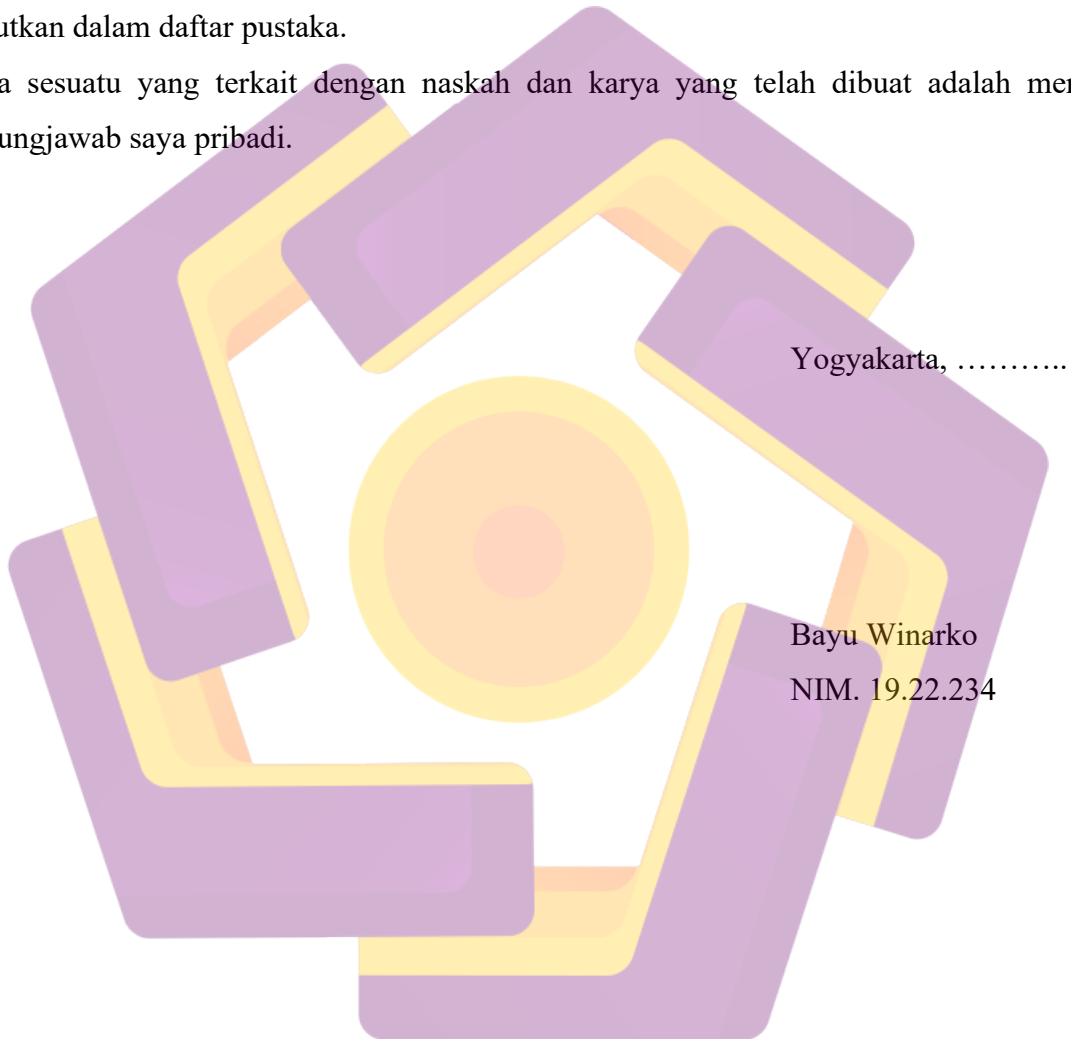 utkan dalam daftar pustaka.
a sesuatu yang terkait dengan naskah dan karya yang telah dibuat adalah mer
ungjawab saya pribadi.
Yogyakarta, ………..
Bayu Winarko
NIM. 19.22.234